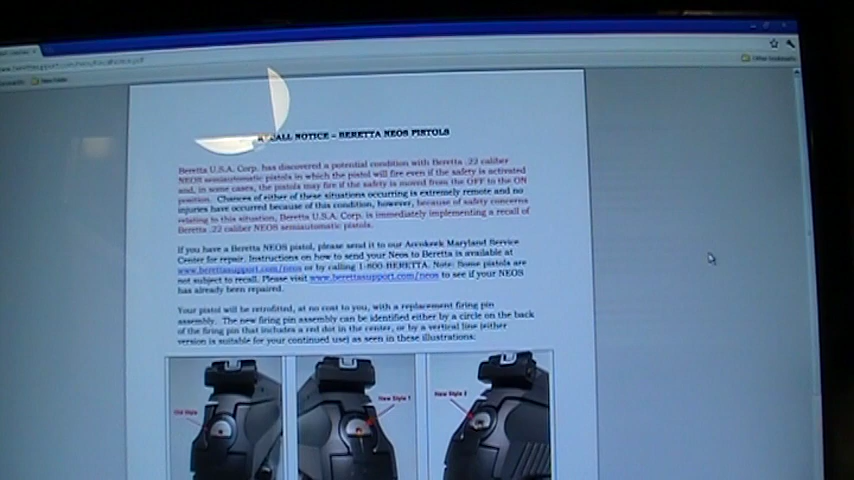 Other bookmarks
RECALL NOTICE – BERETTA NEOS PISTOLS
Beretta U.S.A. Corp. has discovered a potential condition with Beretta .22 caliber
NEOS semiautomatic pistols in which the pistol will fire even if the safety is activated
and, in some cases, the pistols may fire if the safety is moved from the OFF to the ON
position. Chances of either of these situations occurring is extremely remote and no
injuries have occurred because of this condition, however, because of safety concerns
relating to this situation, Beretta U.S.A. Corp. is immediately implementing a recall of
Beretta .22 caliber NEOS semiautomatic pistols.
If you have a Beretta NEOS pistol, please send it to our Accokeek Maryland Service
Center for repair. Instructions on how to send your Neos to Beretta is available at
www.berettasupport.com/neos or by calling 1-800-BERETTA. Note: Some pistols are
not subject to recall. Please visit www.berettasupport.com/neos to see if your NEOS
has already been repaired.
Your pistol will be retrofitted, at no cost to you, with a replacement firing pin
assembly. The new firing pin assembly can be identified either by a circle on the back
of the firing pin that includes a red dot in the center, or by a vertical line (either
version is suitable for your continued use) as seen in these illustrations:
Old Style
New Style 1
New Style 2